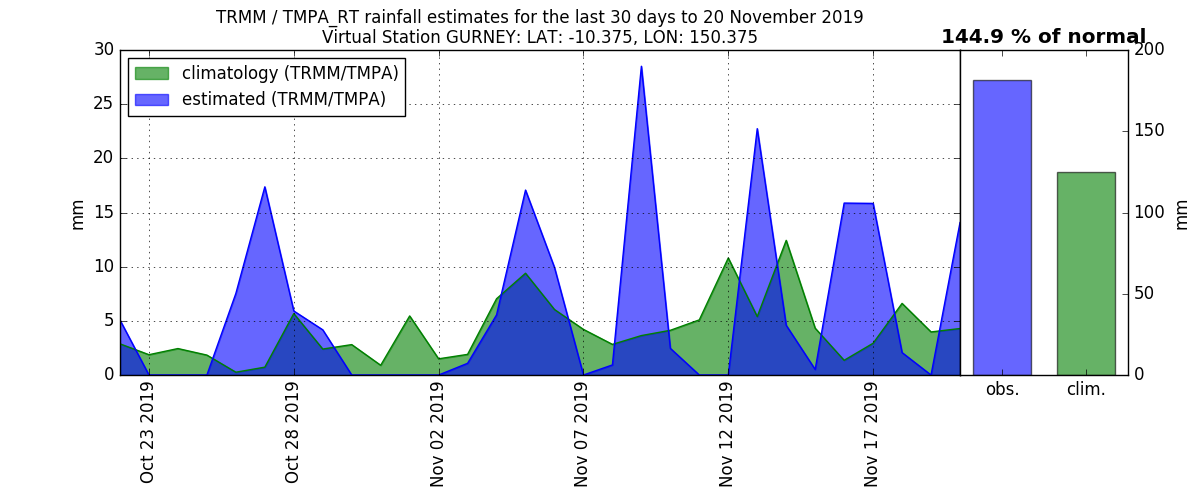 TRMM / TMPA_RT rainfall estimates for the last 30 days to 20 November 2019
Virtual Station GURNEY: LAT: -10.375, LON: 150.375
144.9 % of normal
climatology (TRMM/TMPA)
estimated (TRMM/TMPA)
30
25
20
15
10
5
0
mm
Oct 23 2019
Oct 28 2019
Nov 02 2019
Nov 07 2019
Nov 12 2019
Nov 17 2019
200
150
100
50
0
mm
obs.
clim.